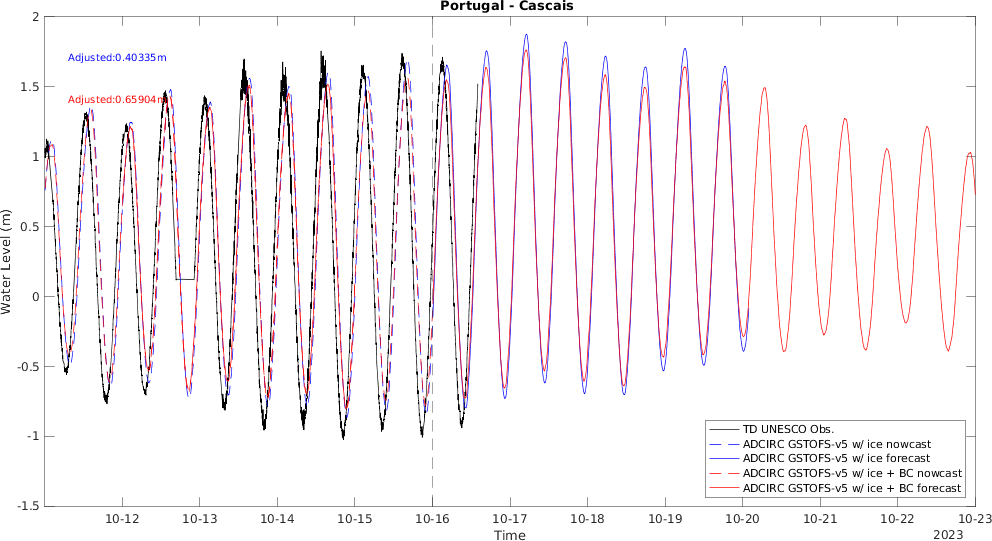 Portugal - Cascais
2
1.5
1
0.5
0
-0.5
-1
-1.5
Water Level (m)
Adjusted:0.40335m
Adjusted:0.65904m
TD UNESCO Obs.
ADCIRC GSTOFS-v5 w/ ice nowcast
ADCIRC GSTOFS-v5 w/ ice forecast
ADCIRC GSTOFS-v5 w/ ice + BC nowcast
ADCIRC GSTOFS-v5 w/ ice + BC forecast
10-12 10-13 10-14 10-15 10-16 10-17 10-18 10-19 10-20 10-21 10-22 10-23
Time
2023